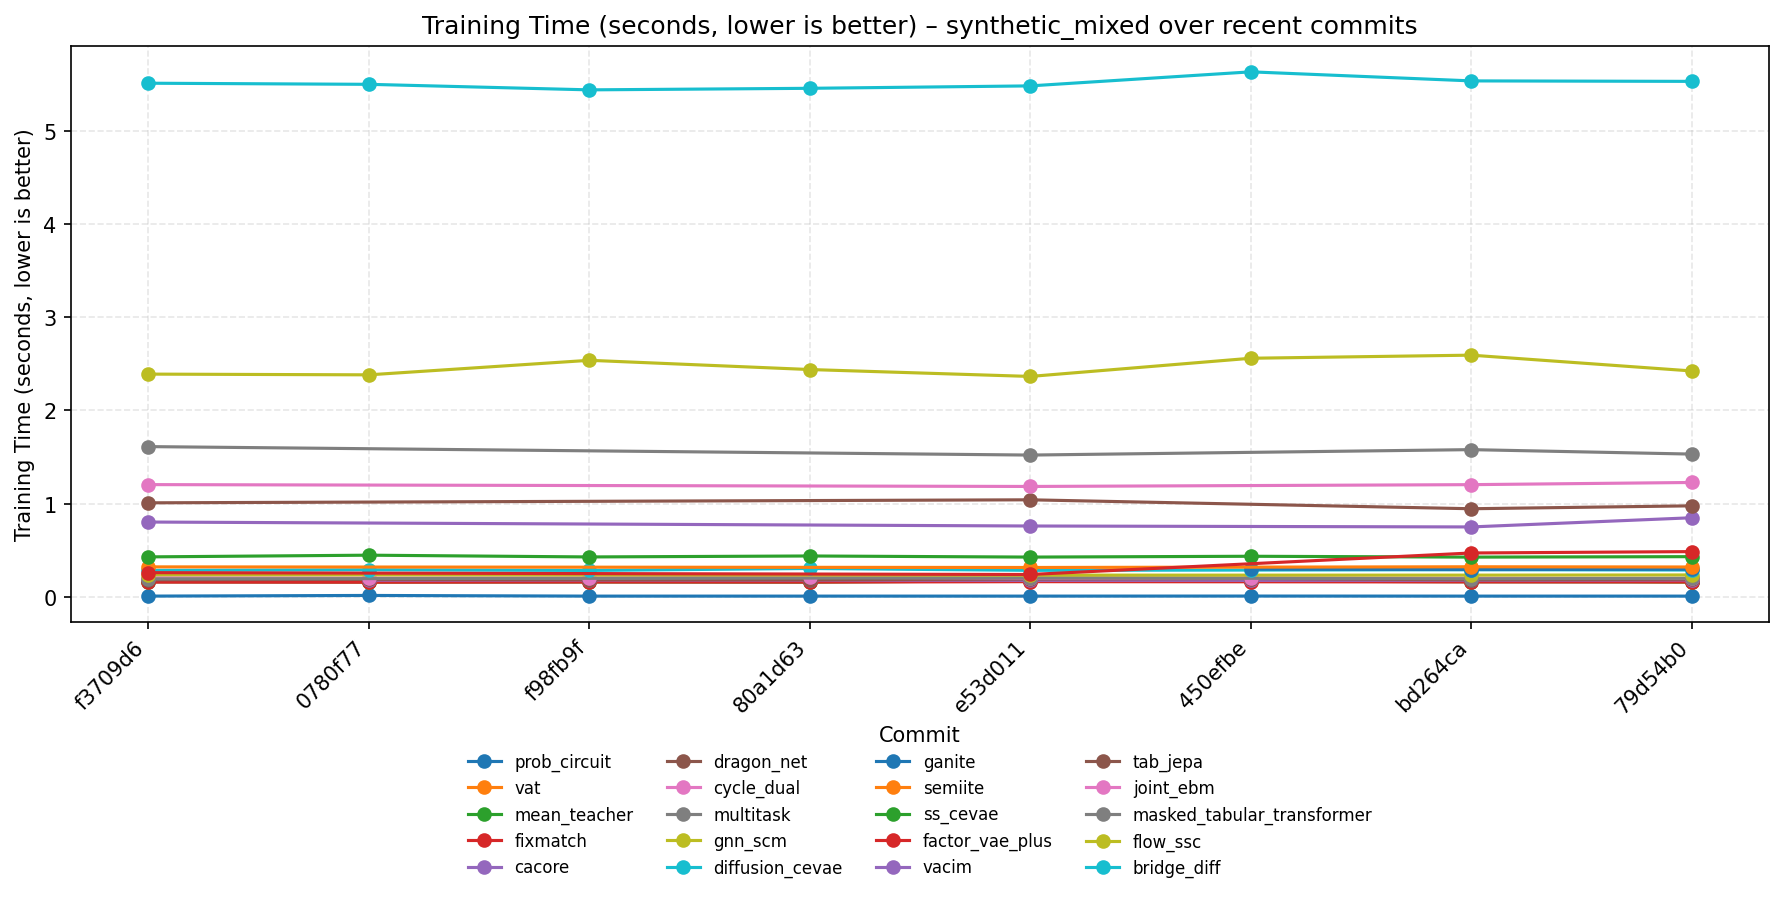 Training Time (seconds, lower is better) – synthetic_mixed over recent commits
Training Time (seconds, lower is better)
5
4
3
2
1
0
f3709d6
0780f77
f98fb9f
80a1d63
e53d011
450efbe
bd264ca
79d54b0
Commit
prob_circuit
vat
mean_teacher
fixmatch
cacore
dragon_net
cycle_dual
multitask
gnn_scm
diffusion_cevae
ganite
semiite
ss_cevae
factor_vae_plus
vacim
tab_jepa
joint_ebm
masked_tabular_transformer
flow_ssc
bridge_diff